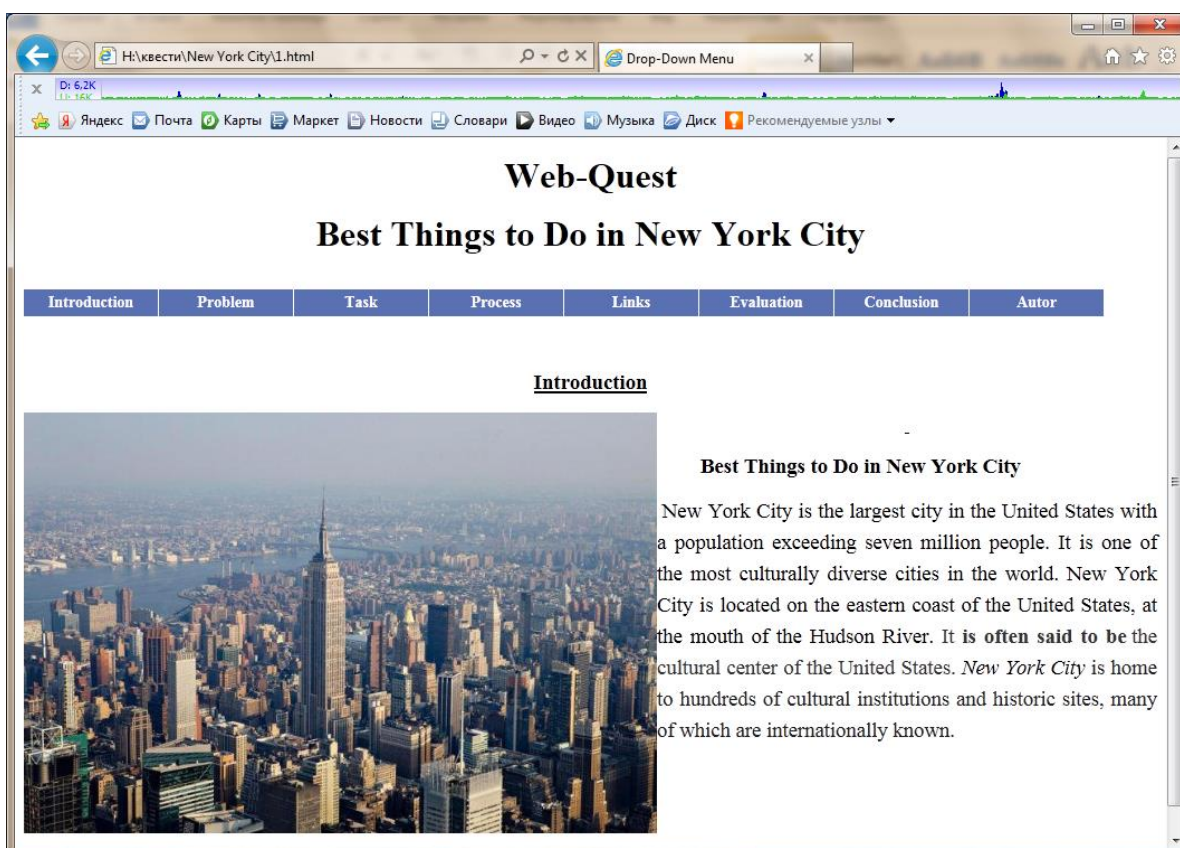 H:\квести\New York City\1.html
Drop-Down Menu
D: 6,2K
U: 16K
Яндекс Почта Карты Маркет Новости Словари Видео Музыка Диск Рекомендуемые узлы
Web-Quest
Best Things to Do in New York City
Introduction Problem Task Process Links Evaluation Conclusion Autor
Introduction
-
Best Things to Do in New York City
New York City is the largest city in the United States with
a population exceeding seven million people. It is one of
the most culturally diverse cities in the world. New York
City is located on the eastern coast of the United States, at
the mouth of the Hudson River. It is often said to be the
cultural center of the United States. New York City is home
to hundreds of cultural institutions and historic sites, many
of which are internationally known.